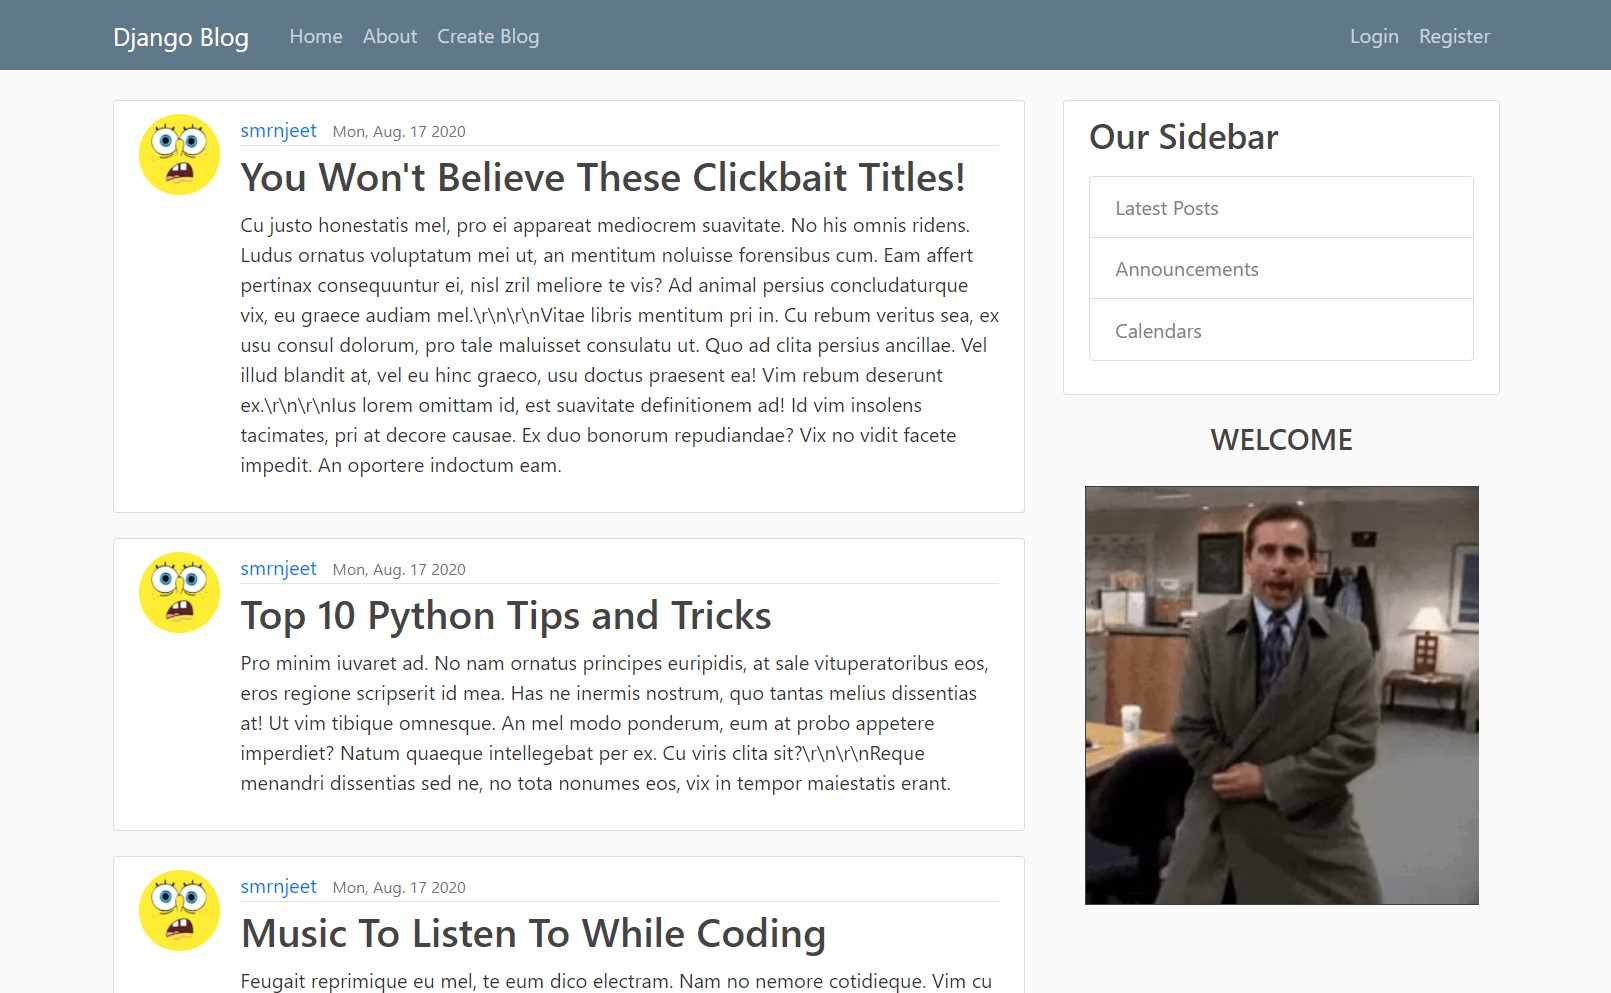 Django Blog Home About Create Blog Login Register
smrnjeet Mon, Aug. 17 2020
You Won't Believe These Clickbait Titles!
Cu justo honestatis mel, pro ei appareat mediocrem suavitate. No his omnis ridens.
Ludus ornatus voluptatum mei ut, an mentitum noluisse forensibus cum. Eam affert
pertinax consequuntur ei, nisl zril meliore te vis? Ad animal persius concludaturque
vix, eu graece audiam mel.\r\n\r\nVitae libris mentitum pri in. Cu rebum veritus sea, ex
usu consul dolorum, pro tale maluisset consulatu ut. Quo ad clita persius ancillae. Vel
illud blandit at, vel eu hinc graeco, usu doctus praesent ea! Vim rebum deserunt
ex.\r\n\r\nIus lorem omittam id, est suavitate definitionem ad! Id vim insolens
tacimates, pri at decore causae. Ex duo bonorum repudiandae? Vix no vidit facete
impedit. An oportere indoctum eam.
smrnjeet Mon, Aug. 17 2020
Top 10 Python Tips and Tricks
Pro minim iuvaret ad. No nam ornatus principes euripidis, at sale vituperatoribus eos,
eros regione scripserit id mea. Has ne inermis nostrum, quo tantas melius dissentias
at! Ut vim tibique omnesque. An mel modo ponderum, eum at probo appetere
imperdiet? Natum quaeque intellegebat per ex. Cu viris clita sit?\r\n\r\nReque
menandri dissentias sed ne, no tota nonumes eos, vix in tempor maiestatis erant.
smrnjeet Mon, Aug. 17 2020
Music To Listen To While Coding
Feugait reprimique eu mel, te eum dico electram. Nam no nemore cotidieque. Vim cu
Our Sidebar
Latest Posts
Announcements
Calendars
WELCOME